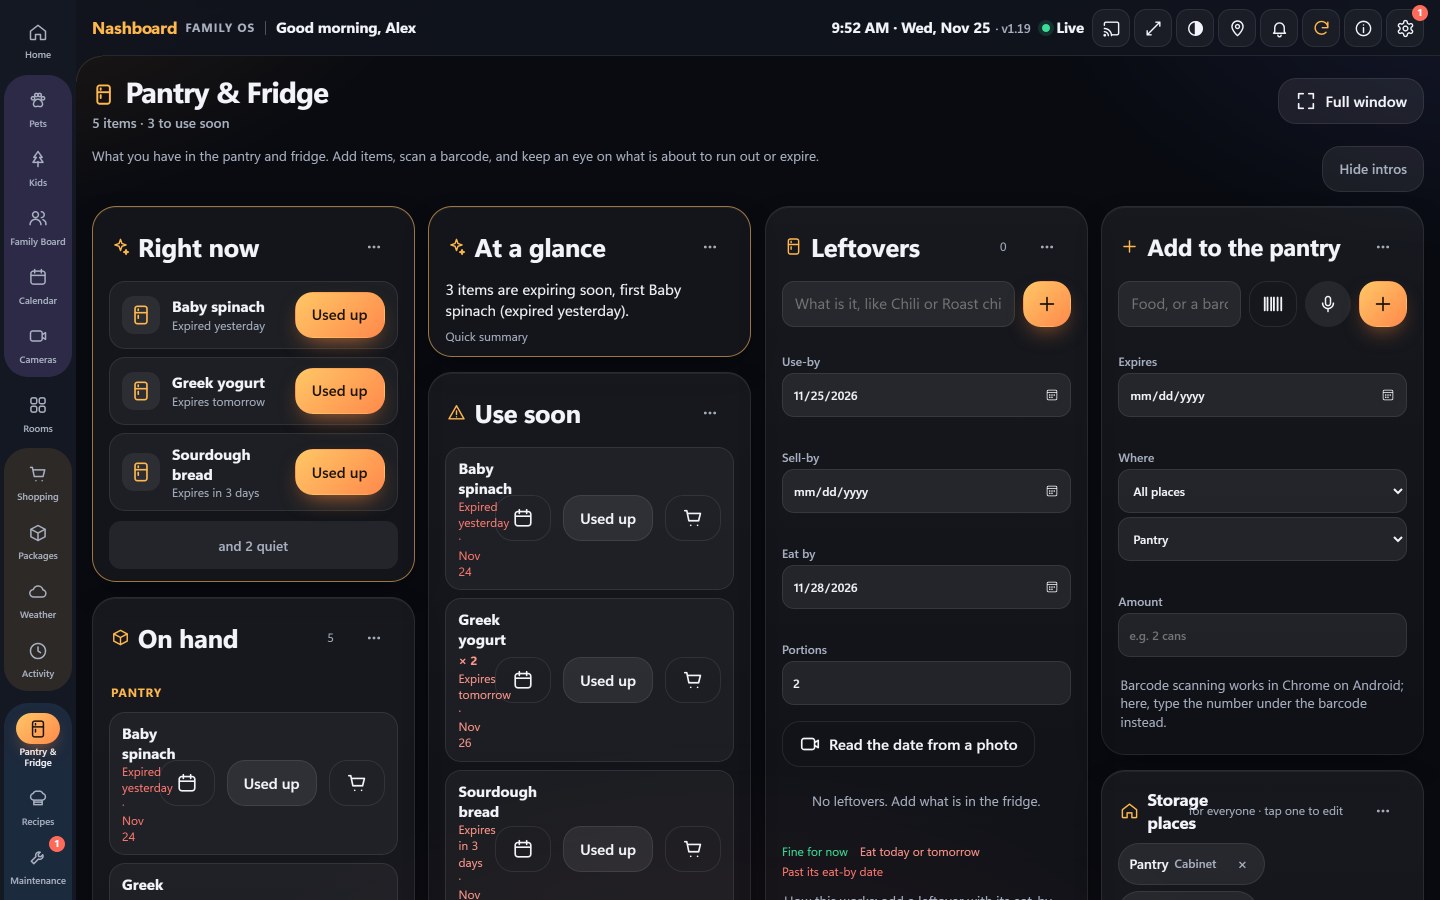 Nashboard FAMILY OS Good morning, Alex
9:52 AM · Wed, Nov 25 · v1.19 Live
1
Home
Pets
Kids
Family Board
Calendar
Cameras
Rooms
Shopping
Packages
Weather
Activity
Pantry &
Fridge
Recipes
1
Maintenance
Pantry & Fridge
5 items · 3 to use soon
Full window
What you have in the pantry and fridge. Add items, scan a barcode, and keep an eye on what is about to run out or expire.
Hide intros
Right now
Baby spinach
Expired yesterday
Used up
Greek yogurt
Expires tomorrow
Used up
Sourdough
bread
Expires in 3 days
Used up
and 2 quiet
On hand
5
PANTRY
Baby
spinach
Expired
yesterday
·
Nov
24
Used up
Greek
At a glance
3 items are expiring soon, first Baby
spinach (expired yesterday).
Quick summary
Use soon
Baby
spinach
Expired
yesterday
·
Nov
24
Used up
Greek
yogurt
× 2
Expires
tomorrow
·
Nov
26
Used up
Sourdough
bread
Expires
in 3
days
·
Nov
Used up
Leftovers
0
What is it, like Chili or Roast chi
Use-by
11/25/2026
Sell-by
mm/dd/yyyy
Eat by
11/28/2026
Portions
2
Read the date from a photo
No leftovers. Add what is in the fridge.
Fine for now Eat today or tomorrow
Past its eat-by date
How this works: add a leftover with its eat-by
Add to the pantry
Food, or a barc
Expires
mm/dd/yyyy
Where
All places
Pantry
Amount
e.g. 2 cans
Barcode scanning works in Chrome on Android;
here, type the number under the barcode
instead.
Storage
places
for everyone · tap one to edit
Pantry Cabinet ×